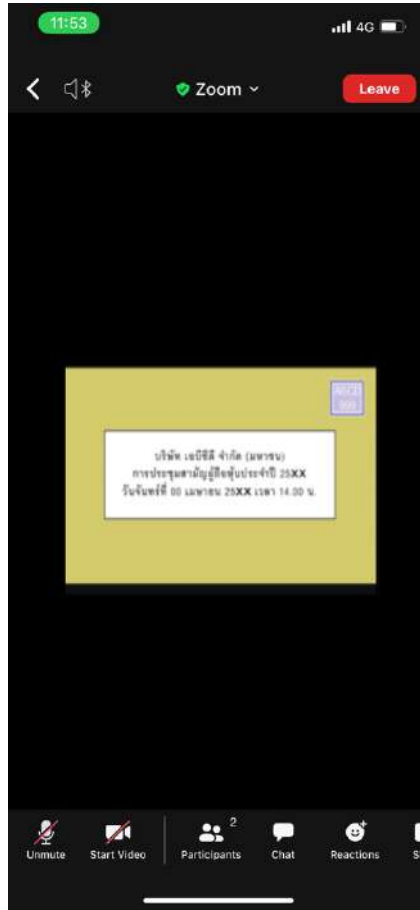 11:53
4G
Zoom
Leave
บริษัท เอบีซีดี จำกัด (มหาชน)
การประชุมสามัญผู้ถือหุ้นประจำปี 25XX
วันจันทร์ที่ 00 เมษายน 25XX เวลา 14.00 น.
2
Unmute
Start Video
Participants
Chat
Reactions